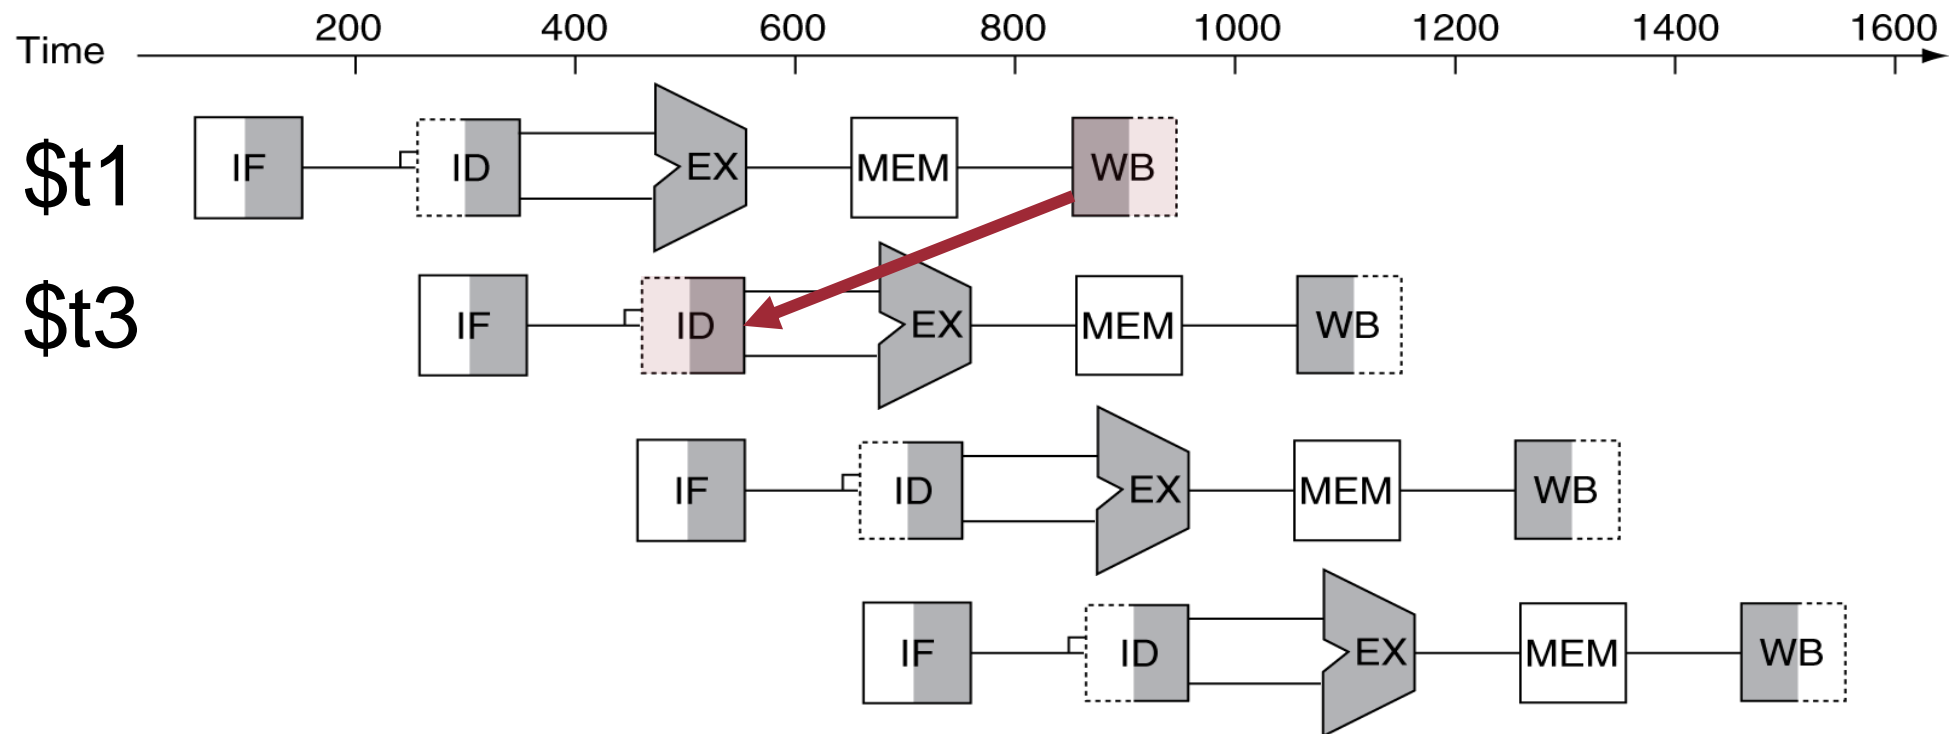 200 400 600 800 1000 1200 1400 1600
Time
$t1 IF ID EX MEM WB
$t3 IF ID EX MEM WB
IF ID EX MEM WB
IF ID EX MEM WB